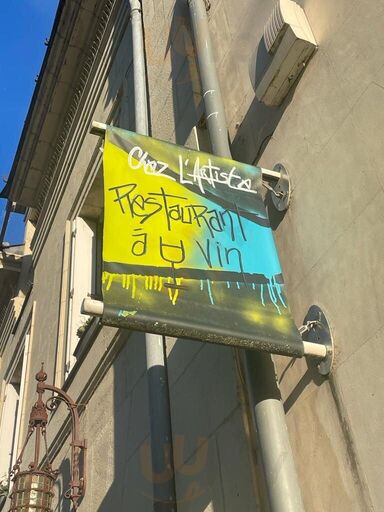 Chez L'Artiste
Restaurant
à vin